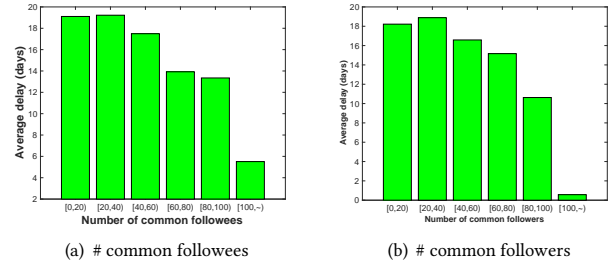 20
18
16
14
12
10
8
6
4
2
Average delay (days)
[0,20) [20,40) [40,60) [60,80) [80,100) [100,~)
Number of common followees
(a) # common followees
20
18
16
14
12
10
8
6
4
2
0
Average delay (days)
[0,20) [20,40) [40,60) [60,80) [80,100) [100,~)
Number of common followers
(b) # common followers